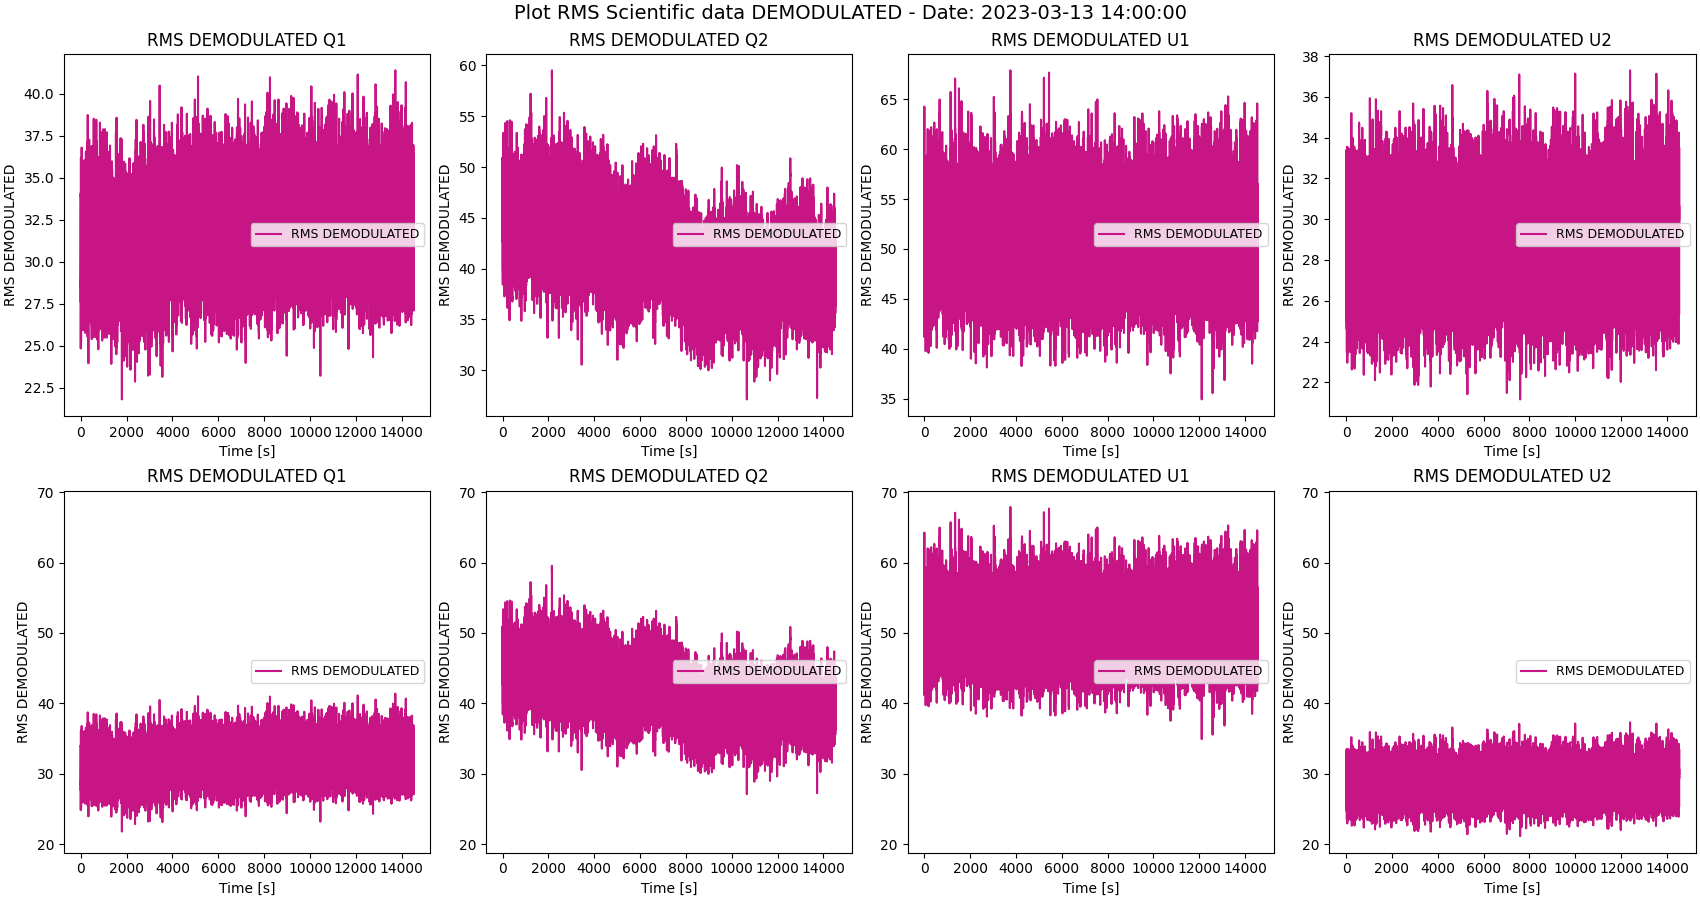 Plot RMS Scientific data DEMODULATED - Date: 2023-03-13 14:00:00
RMS DEMODULATED Q1
RMS DEMODULATED
40.0
37.5
35.0
32.5
30.0
27.5
25.0
22.5
RMS DEMODULATED
0 2000 4000 6000 8000 10000 12000 14000
Time [s]
RMS DEMODULATED Q2
RMS DEMODULATED
60
55
50
45
40
35
30
RMS DEMODULATED
0 2000 4000 6000 8000 10000 12000 14000
Time [s]
RMS DEMODULATED U1
RMS DEMODULATED
65
60
55
50
45
40
35
RMS DEMODULATED
0 2000 4000 6000 8000 10000 12000 14000
Time [s]
RMS DEMODULATED U2
RMS DEMODULATED
38
36
34
32
30
28
26
24
22
RMS DEMODULATED
0 2000 4000 6000 8000 10000 12000 14000
Time [s]
RMS DEMODULATED Q1
RMS DEMODULATED
70
60
50
40
30
20
RMS DEMODULATED
0 2000 4000 6000 8000 10000 12000 14000
Time [s]
RMS DEMODULATED Q2
RMS DEMODULATED
70
60
50
40
30
20
RMS DEMODULATED
0 2000 4000 6000 8000 10000 12000 14000
Time [s]
RMS DEMODULATED U1
RMS DEMODULATED
70
60
50
40
30
20
RMS DEMODULATED
0 2000 4000 6000 8000 10000 12000 14000
Time [s]
RMS DEMODULATED U2
RMS DEMODULATED
70
60
50
40
30
20
RMS DEMODULATED
0 2000 4000 6000 8000 10000 12000 14000
Time [s]